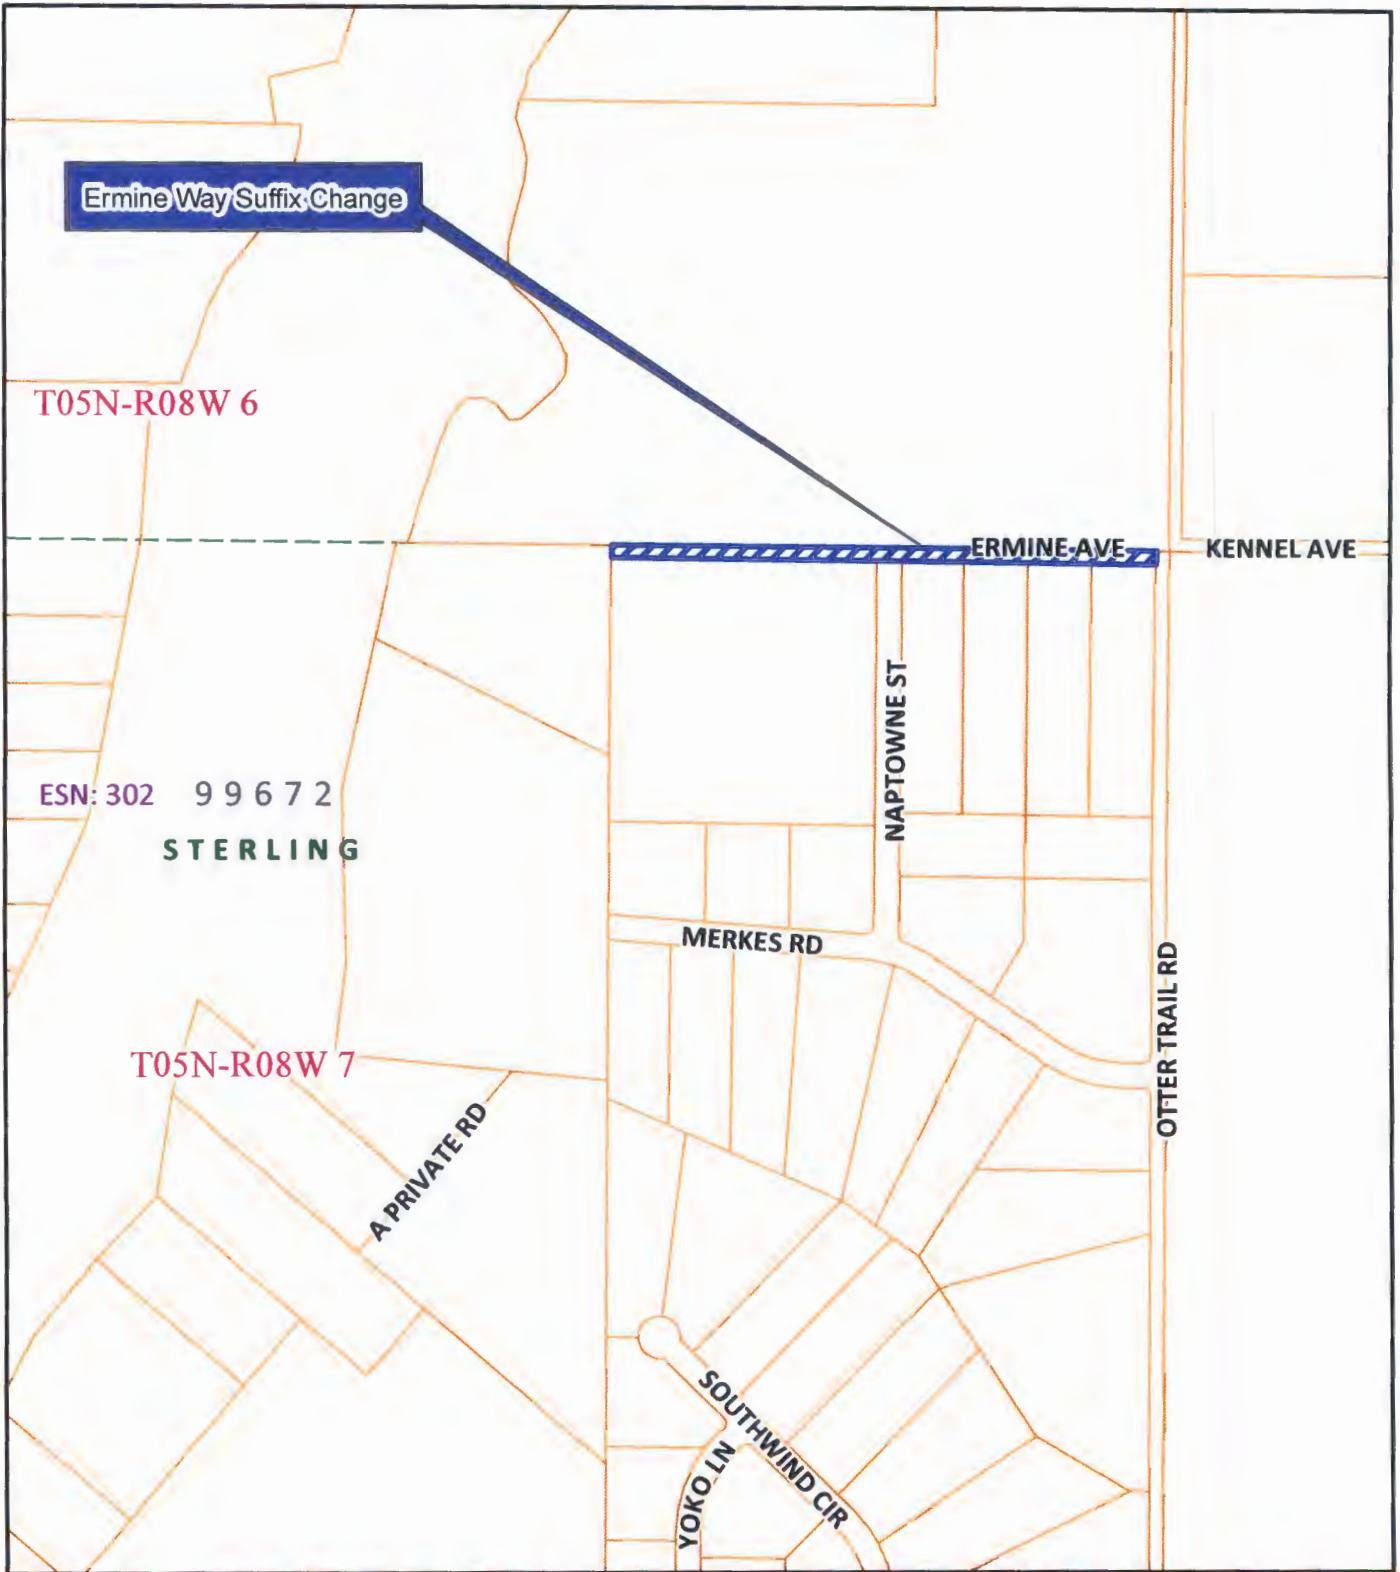 Ermine Way Suffix Change
T05N-R08W 6
ERMINE AVE
KENNEL AVE
NAPTOWNE ST
ESN: 302
99672
STERLING
MERKES RD
OTTER TRAIL RD
T05N-R08W 7
A PRIVATE RD
SOUTHWIND CIR
YOKO LN